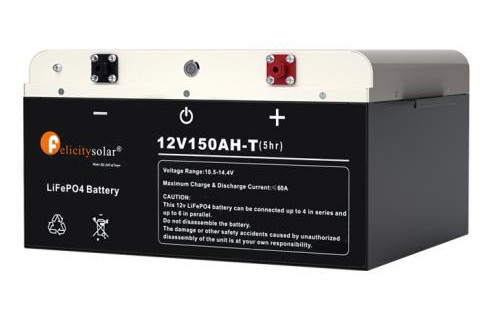 −
+
felicitysolar®
12V150AH-T(5hr)
LiFePO4 Battery
Voltage Range:10.5-14.4V
Maximum Charge & Discharge Current:≤60A
CAUTION:
This 12v LiFePO4 battery can be connected up to 4 in series and
up to 6 in parallel.
Do not disassemble the battery.
The damage or other safety accidents caused by unauthorized
disassembly of the unit is at your own responsibility.